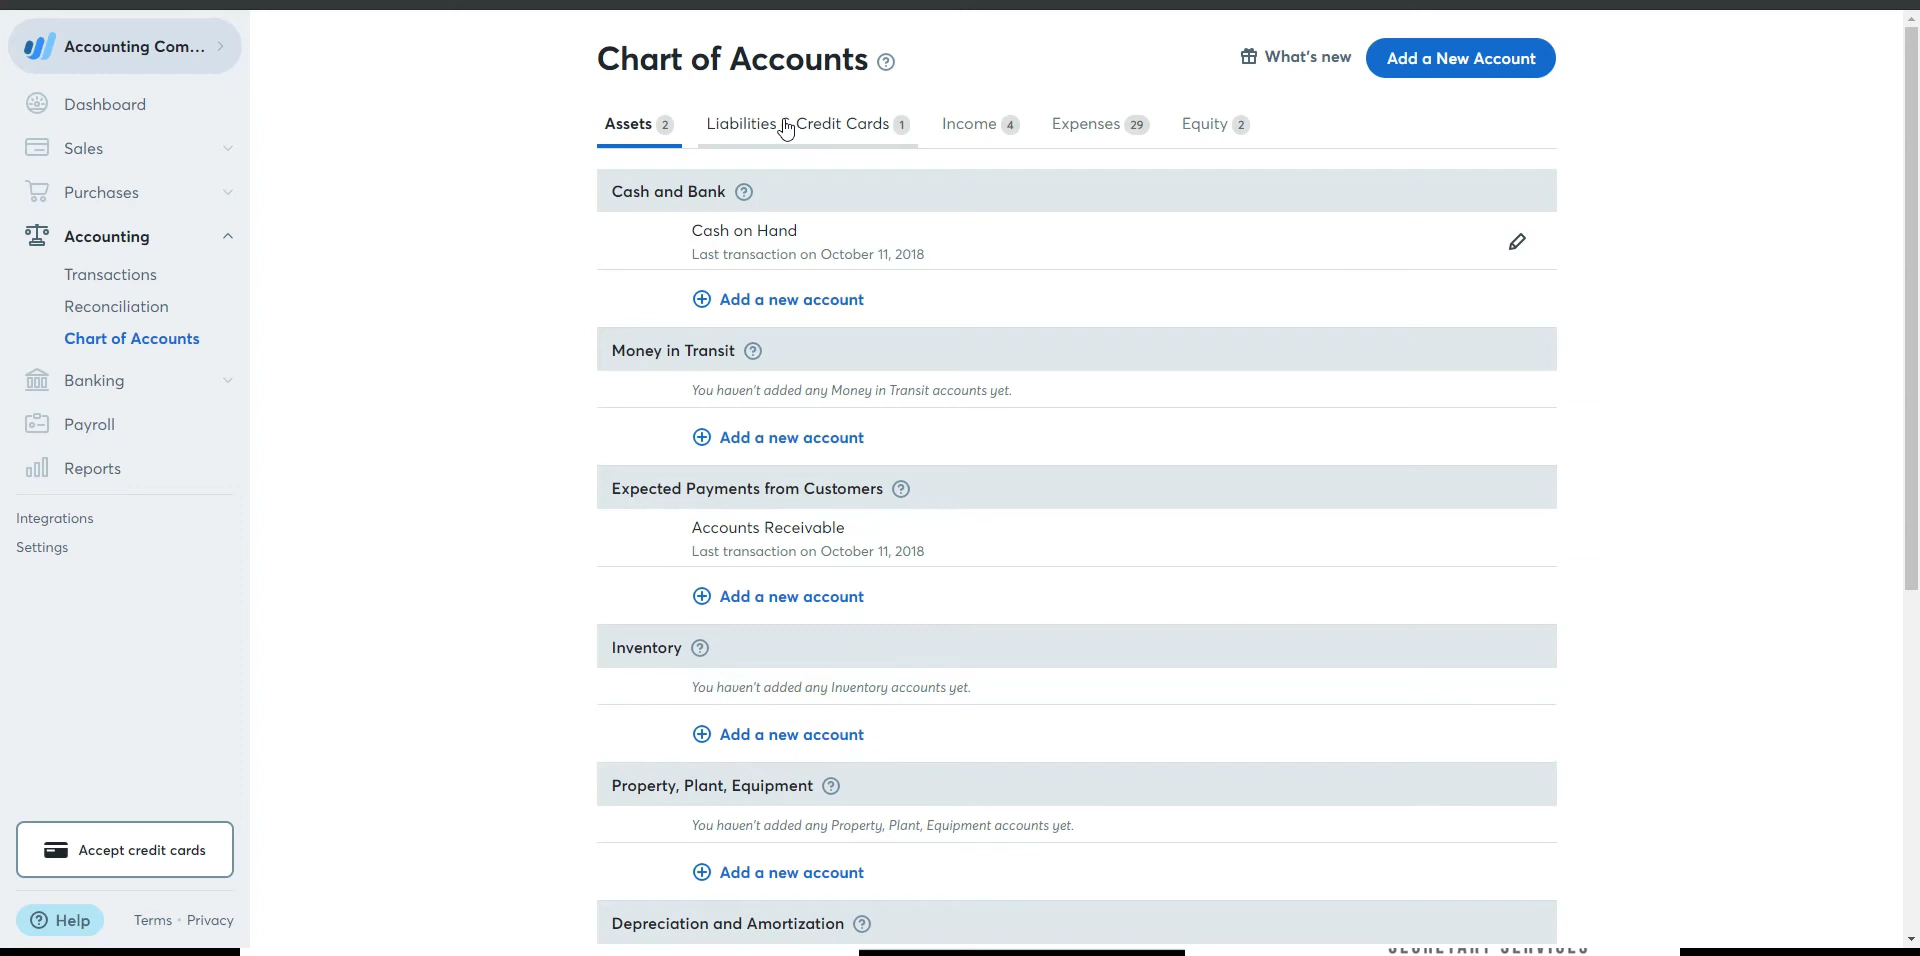 Accounting Com...
Dashboard
Sales
Purchases
Accounting
Transactions
Reconciliation
Chart of Accounts
Banking
Payroll
Reports
Integrations
Settings
Accept credit cards
Help
Terms · Privacy
Chart of Accounts
What's new
Add a New Account
Assets 2
Liabilities & Credit Cards 1
Income 4
Expenses 29
Equity 2
Cash and Bank
Cash on Hand
Last transaction on October 11, 2018
Add a new account
Money in Transit
You haven't added any Money in Transit accounts yet.
Add a new account
Expected Payments from Customers
Accounts Receivable
Last transaction on October 11, 2018
Add a new account
Inventory
You haven't added any Inventory accounts yet.
Add a new account
Property, Plant, Equipment
You haven't added any Property, Plant, Equipment accounts yet.
Add a new account
Depreciation and Amortization
SECRETARY SERVICES